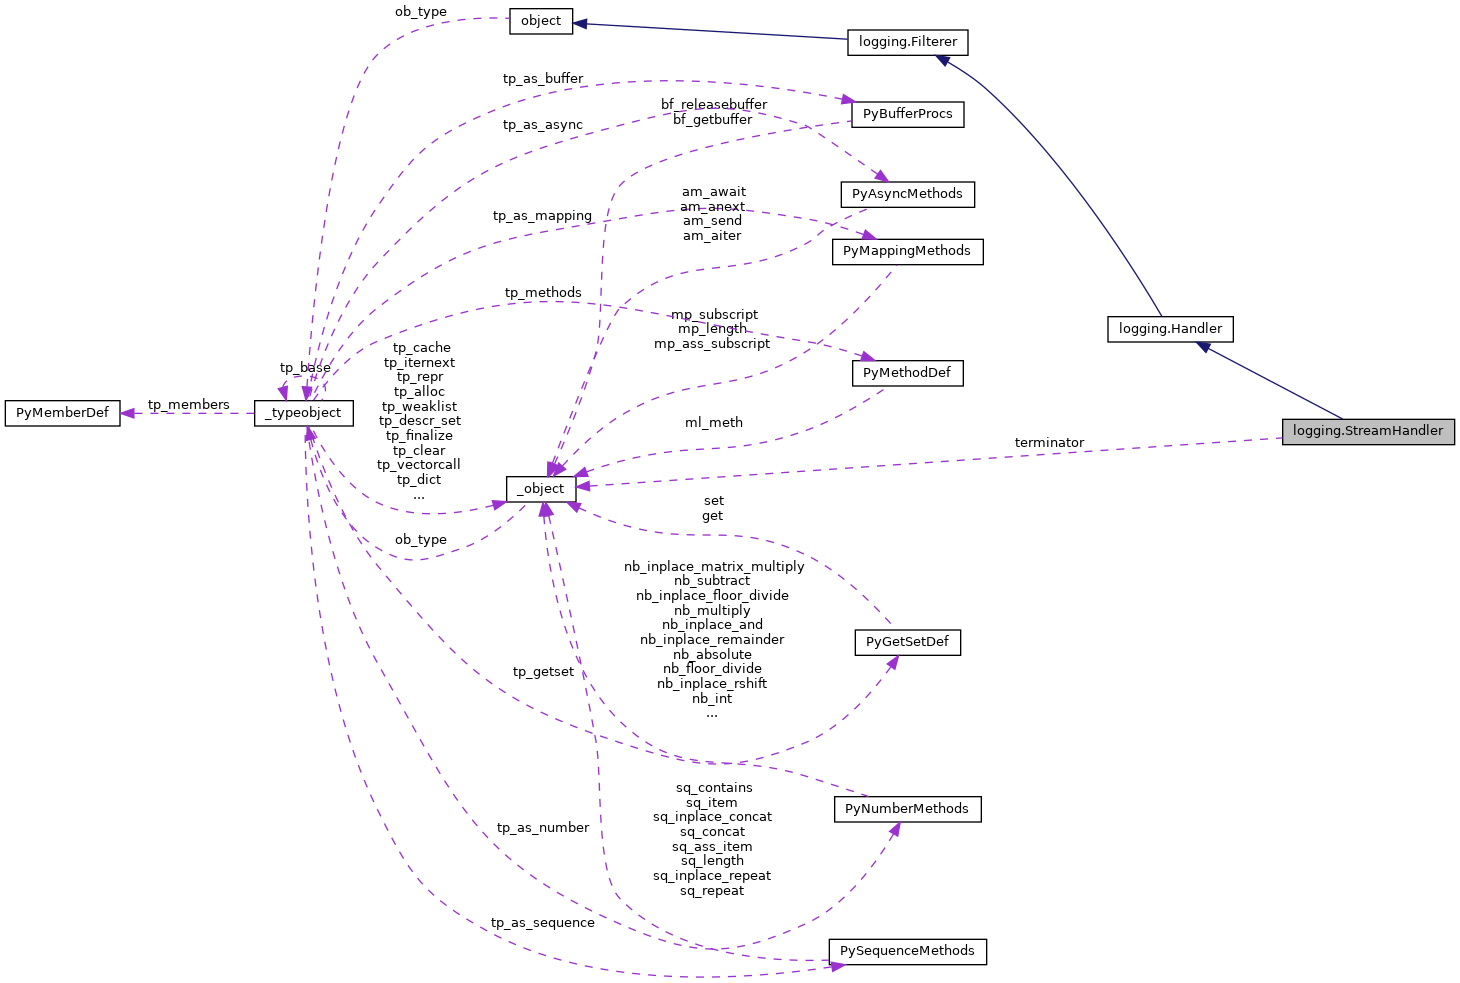 ob_type
object
logging.Filterer
tp_as_buffer
bf_releasebuffer
bf_getbuffer
PyBufferProcs
tp_as_async
am_await
am_anext
am_send
am_aiter
PyAsyncMethods
tp_as_mapping
PyMappingMethods
tp_methods
mp_subscript
mp_length
mp_ass_subscript
logging.Handler
tp_base
tp_cache
tp_iternext
tp_repr
tp_alloc
tp_weaklist
tp_descr_set
tp_finalize
tp_clear
tp_vectorcall
tp_dict
...
PyMethodDef
PyMemberDef
tp_members
_typeobject
ml_meth
logging.StreamHandler
terminator
_object
set
get
ob_type
nb_inplace_matrix_multiply
nb_subtract
nb_inplace_floor_divide
nb_multiply
nb_inplace_and
nb_inplace_remainder
nb_absolute
nb_floor_divide
nb_inplace_rshift
nb_int
...
PyGetSetDef
tp_getset
sq_contains
sq_item
sq_inplace_concat
sq_concat
sq_ass_item
sq_length
sq_inplace_repeat
sq_repeat
PyNumberMethods
tp_as_number
tp_as_sequence
PySequenceMethods